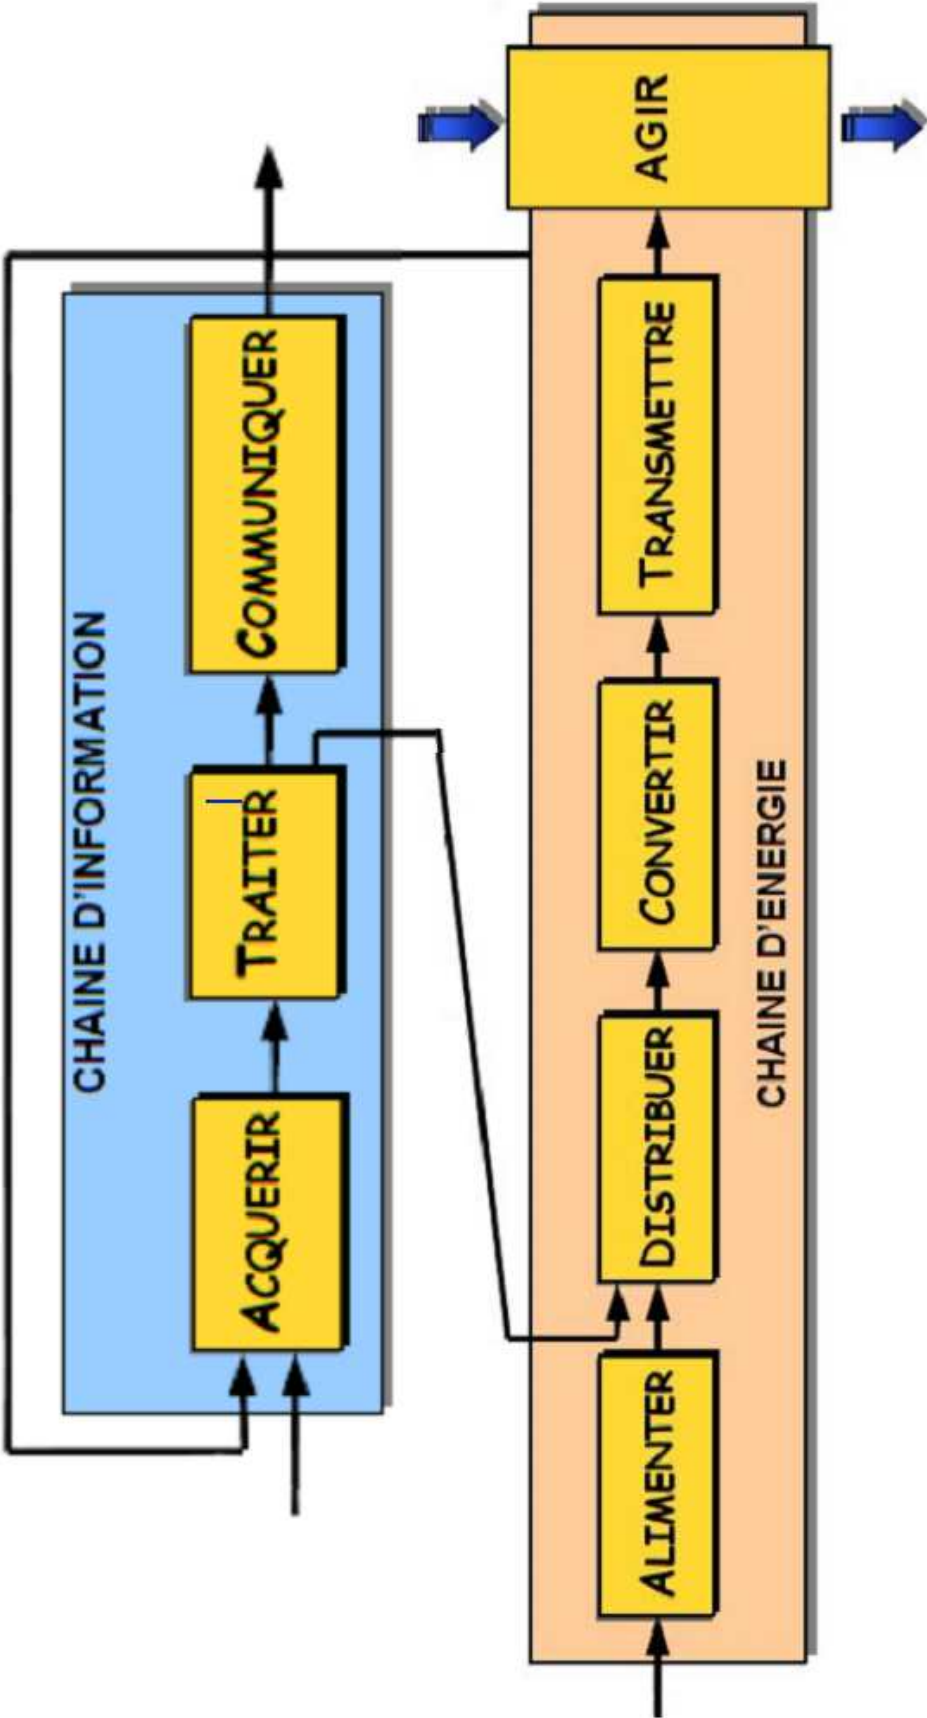 CHAINE D'INFORMATION
ACQUERIR
TRAITER
COMMUNIQUER
ALIMENTER
DISTRIBUER
CONVERTIR
TRANSMETTRE
AGIR
CHAINE D'ENERGIE